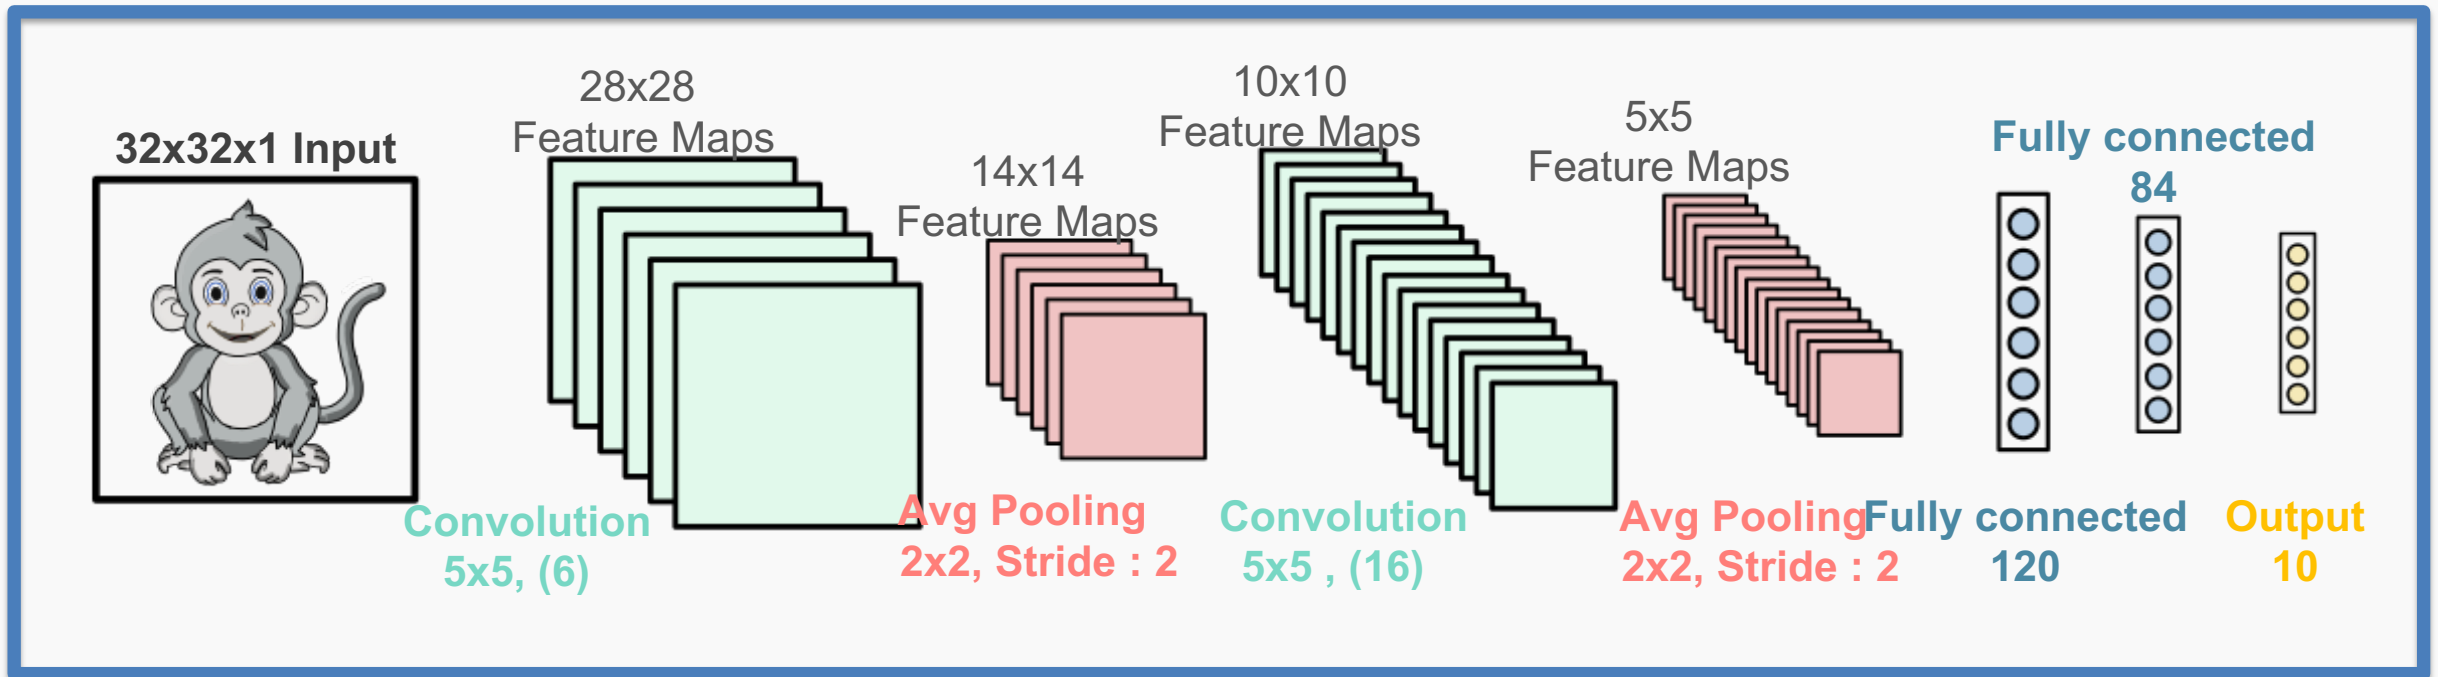 32x32x1 Input
28x28
Feature Maps
14x14
Feature Maps
10x10
Feature Maps
5x5
Feature Maps
Fully connected
84
Convolution
5x5, (6)
Avg Pooling
2x2, Stride : 2
Convolution
5x5 , (16)
Avg Pooling
2x2, Stride : 2
Fully connected
120
Output
10